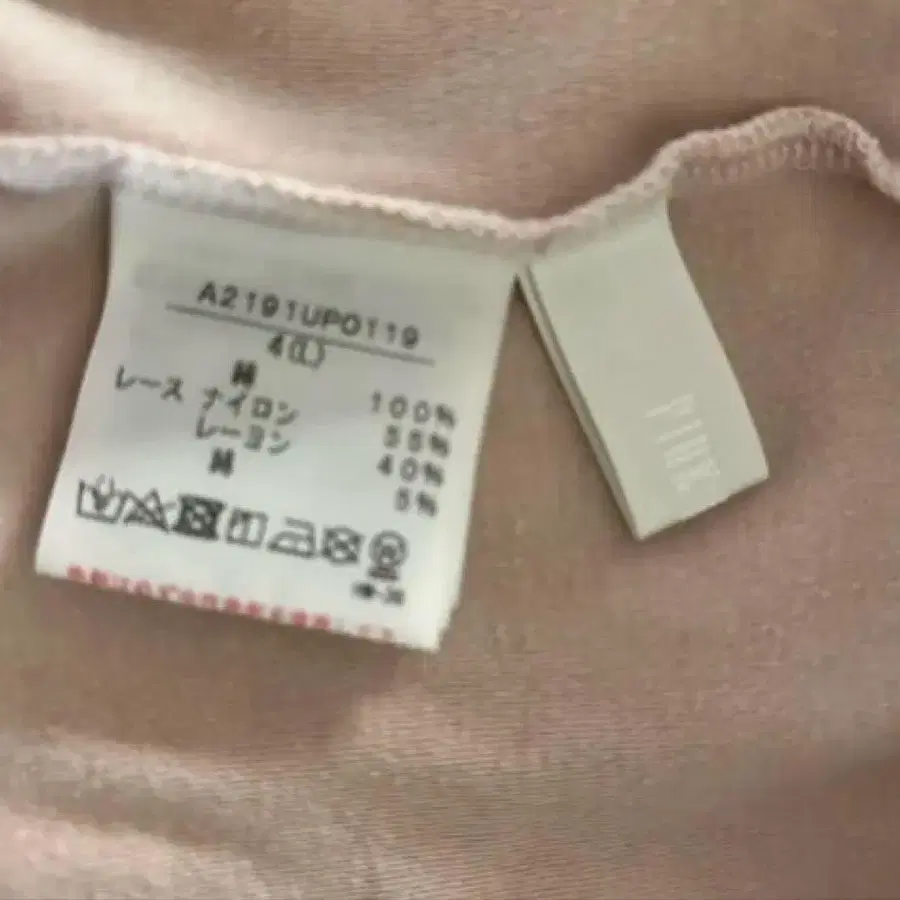 A2191UP0119
4(L)
綿 100%
レース ナイロン 55%
レーヨン 40%
綿 5%
PINK